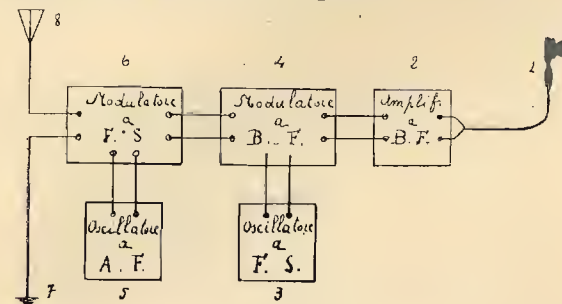 8
6
4
2
1
Modulatore
a
F. S
Modulatore
a
B. F.
Amplif.
a
B. F.
Oscillatore
a
A. F.
Oscillatore
a
F. S.
7
5
3